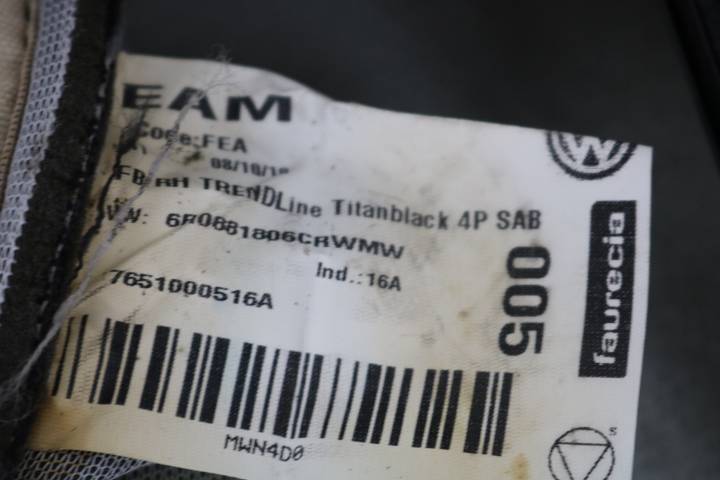 EAM
Code:FEA
FB RH TRENDLine Titanblack 4P SAB
VW: 6R0881806CRWMW
Ind.:16A
7651000516A
005
faurecia
MWN4D0
S